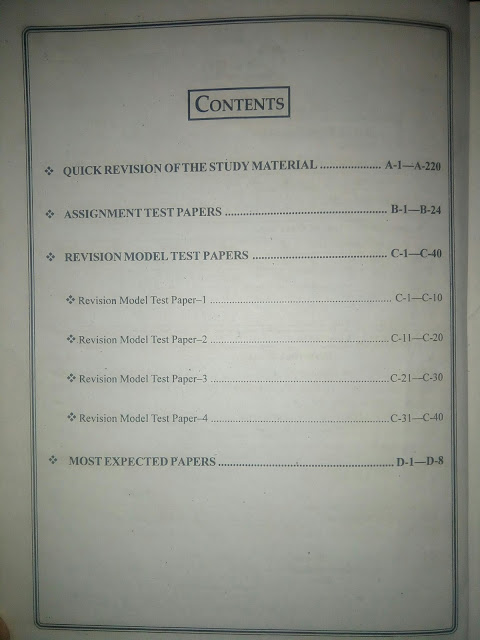 CONTENTS
❖ QUICK REVISION OF THE STUDY MATERIAL ..................... A-1—A-220
❖ ASSIGNMENT TEST PAPERS ..................................................... B-1—B-24
❖ REVISION MODEL TEST PAPERS ........................................... C-1—C-40
❖ Revision Model Test Paper–1 .......................................................... C-1—C-10
❖ Revision Model Test Paper–2 .......................................................... C-11—C-20
❖ Revision Model Test Paper–3 .......................................................... C-21—C-30
❖ Revision Model Test Paper–4 .......................................................... C-31—C-40
❖ MOST EXPECTED PAPERS ......................................................... D-1—D-8